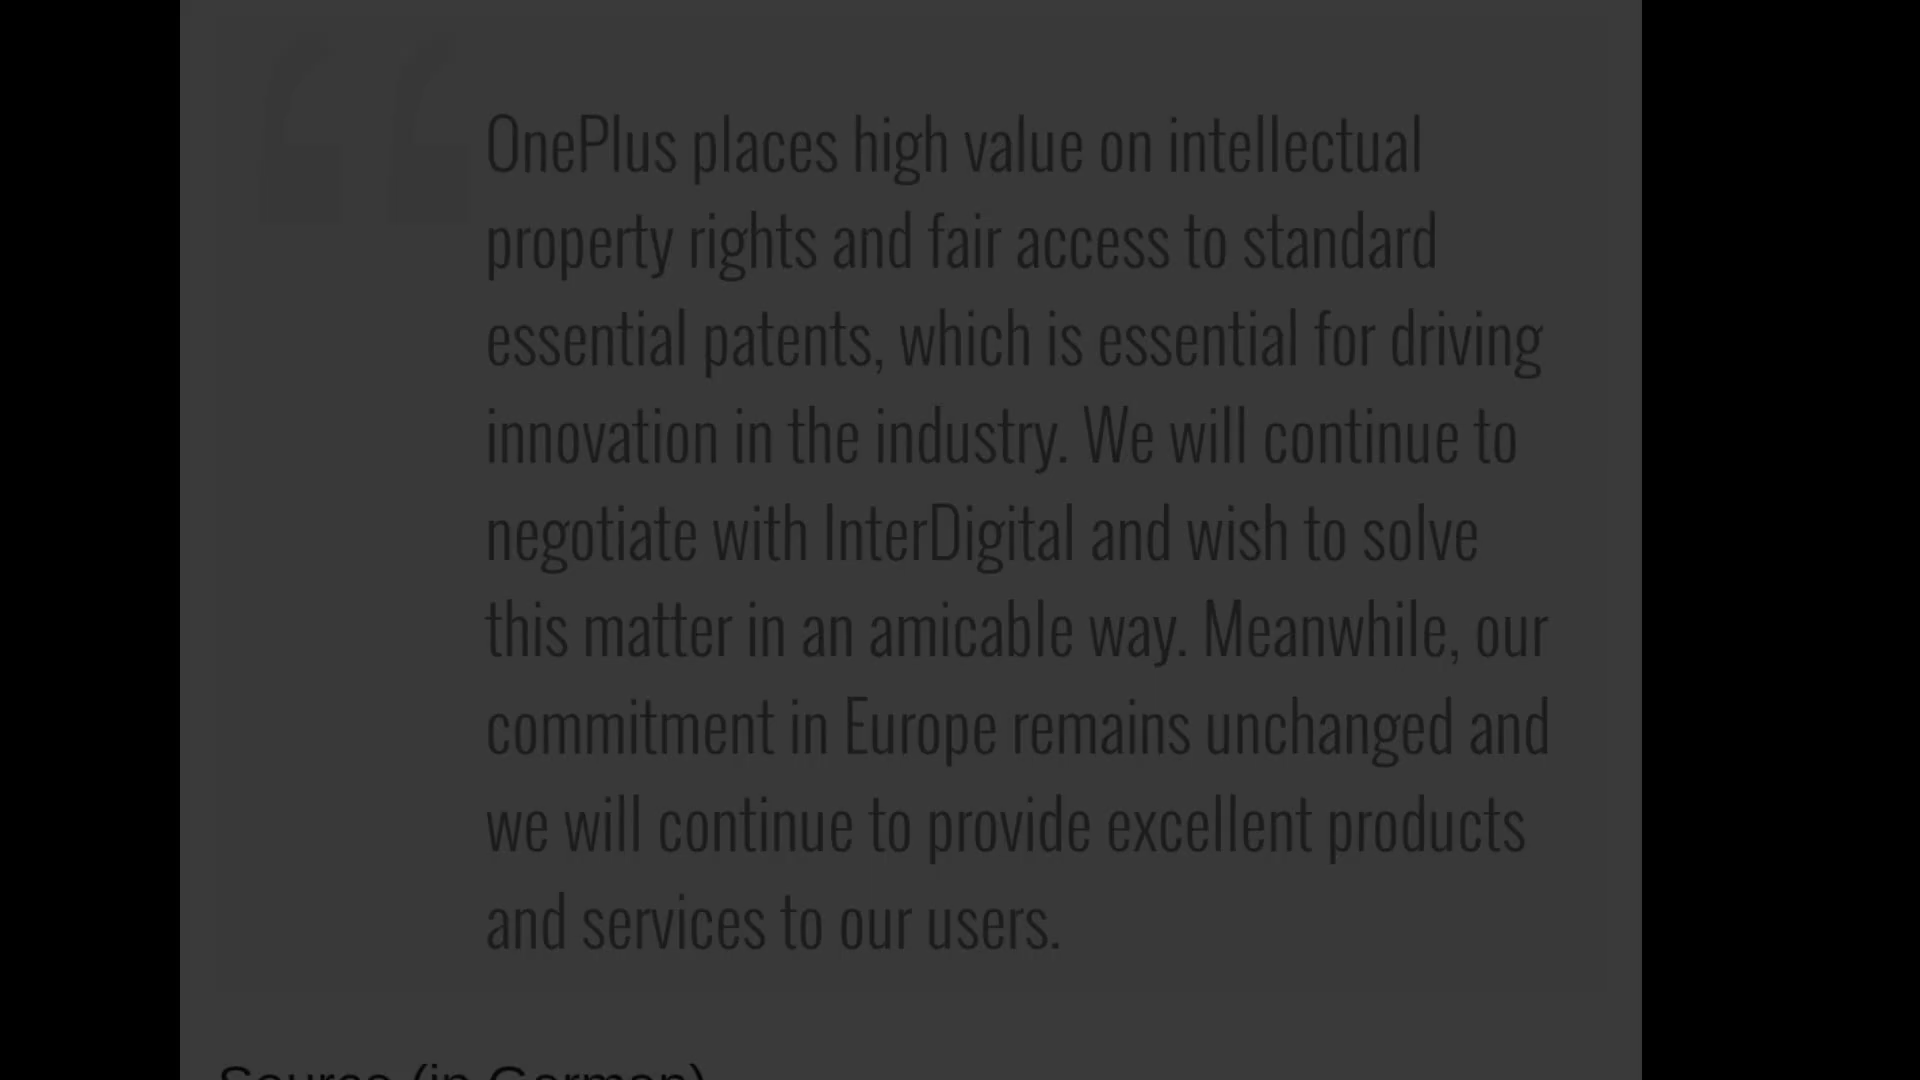 OnePlus places high value on intellectual
property rights and fair access to standard
essential patents, which is essential for driving
innovation in the industry. We will continue to
negotiate with InterDigital and wish to solve
this matter in an amicable way. Meanwhile, our
commitment in Europe remains unchanged and
we will continue to provide excellent products
and services to our users.
Source (in German)